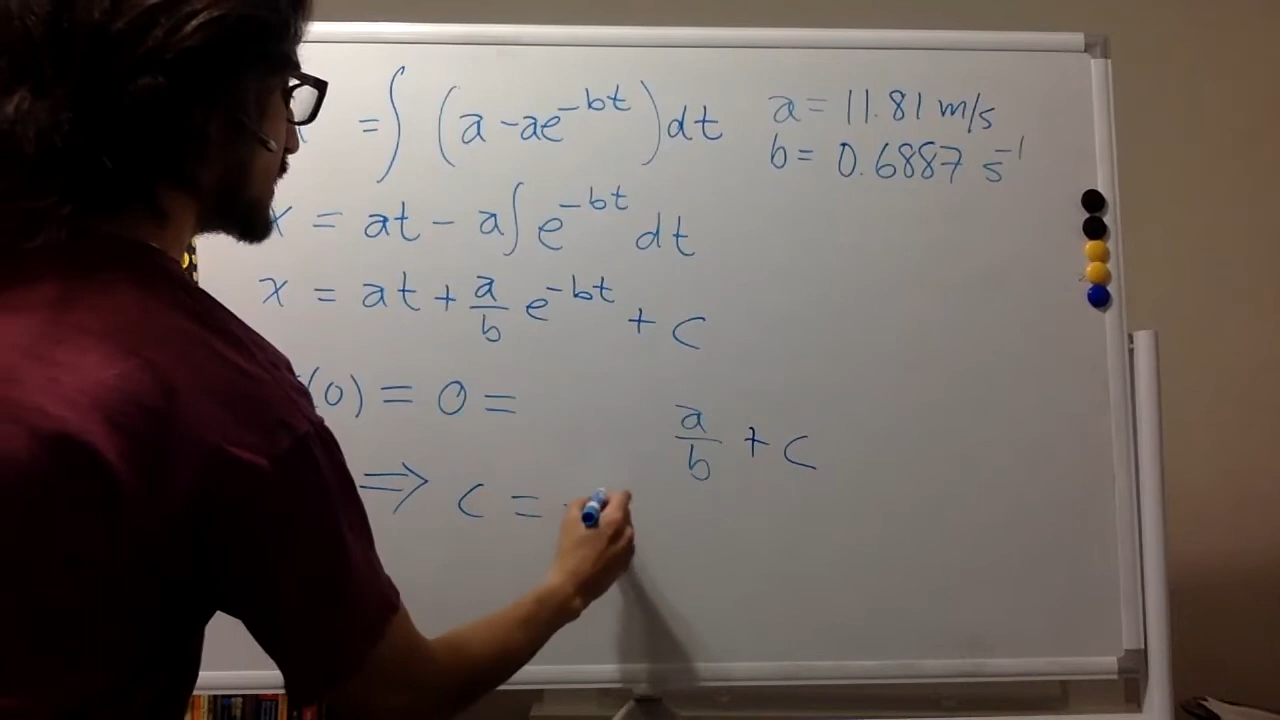 = ∫ (a - ae^{-bt}) dt
a = 11.81 m/s
b = 0.6887 s^{-1}
x = at - a∫ e^{-bt} dt
x = at + a/b e^{-bt} + c
(0) = 0 =
a/b + c
⇒ c = -